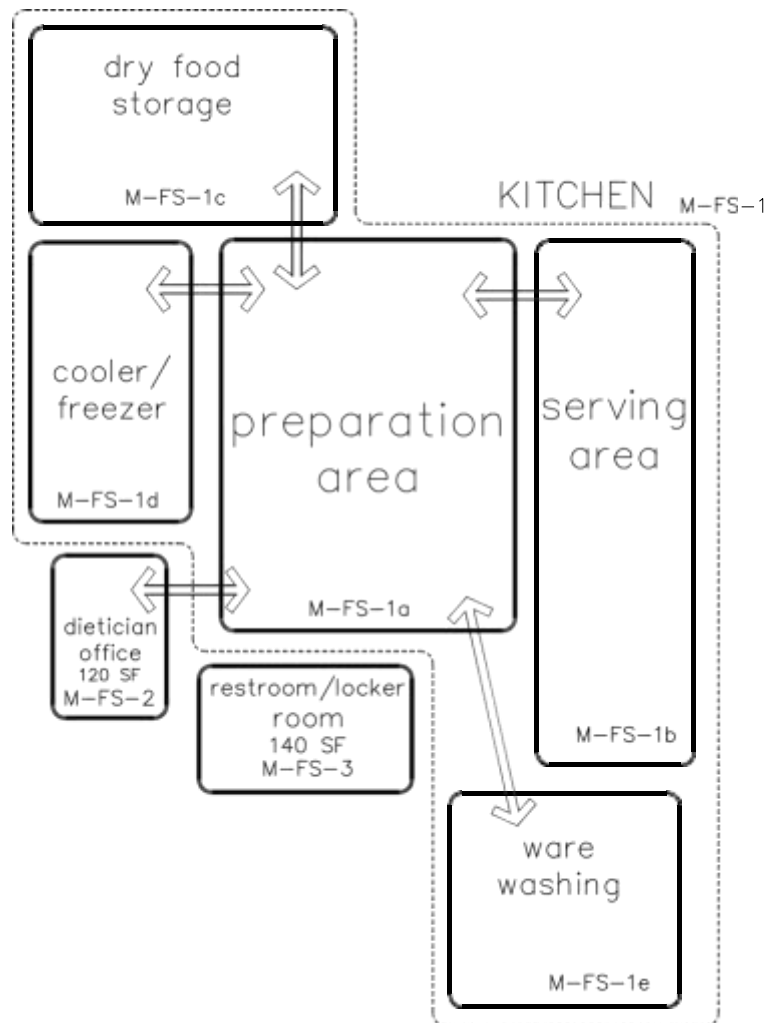 dry food
storage
M-FS-1c
KITCHEN M-FS-1
cooler/
freezer
M-FS-1d
preparation
area
M-FS-1a
serving
area
M-FS-1b
dietician
office
120 SF
M-FS-2
restroom/locker
room
140 SF
M-FS-3
ware
washing
M-FS-1e